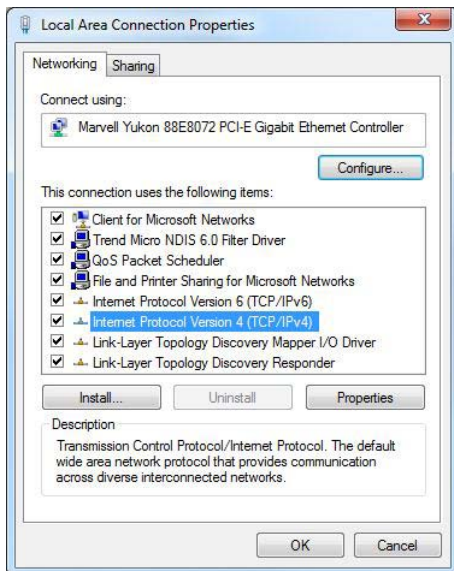 Local Area Connection Properties
Networking
Sharing
Connect using:
Marvell Yukon 88E8072 PCI-E Gigabit Ethernet Controller
Configure...
This connection uses the following items:
Client for Microsoft Networks
Trend Micro NDIS 6.0 Filter Driver
QoS Packet Scheduler
File and Printer Sharing for Microsoft Networks
Internet Protocol Version 6 (TCP/IPv6)
Internet Protocol Version 4 (TCP/IPv4)
Link-Layer Topology Discovery Mapper I/O Driver
Link-Layer Topology Discovery Responder
Install...
Uninstall
Properties
Description
Transmission Control Protocol/Internet Protocol. The default
wide area network protocol that provides communication
across diverse interconnected networks.
OK
Cancel